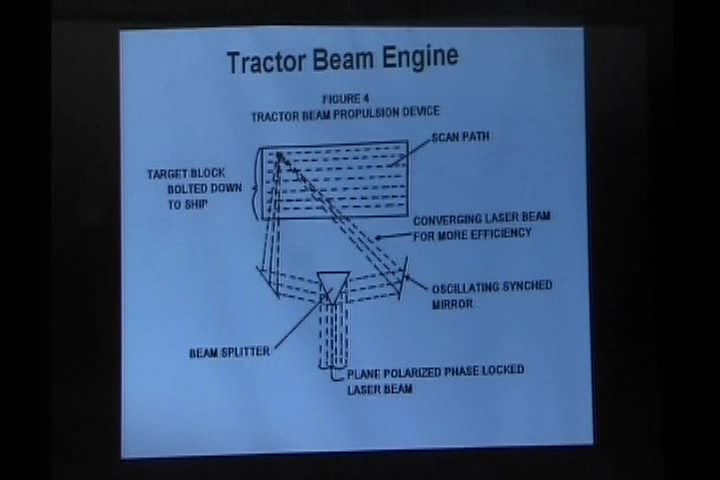 Tractor Beam Engine
FIGURE 4
TRACTOR BEAM PROPULSION DEVICE
SCAN PATH
TARGET BLOCK
BOLTED DOWN
TO SHIP
CONVERGING LASER BEAM
FOR MORE EFFICIENCY
OSCILLATING SYNCHED
MIRROR
BEAM SPLITTER
PLANE POLARIZED PHASE LOCKED
LASER BEAM